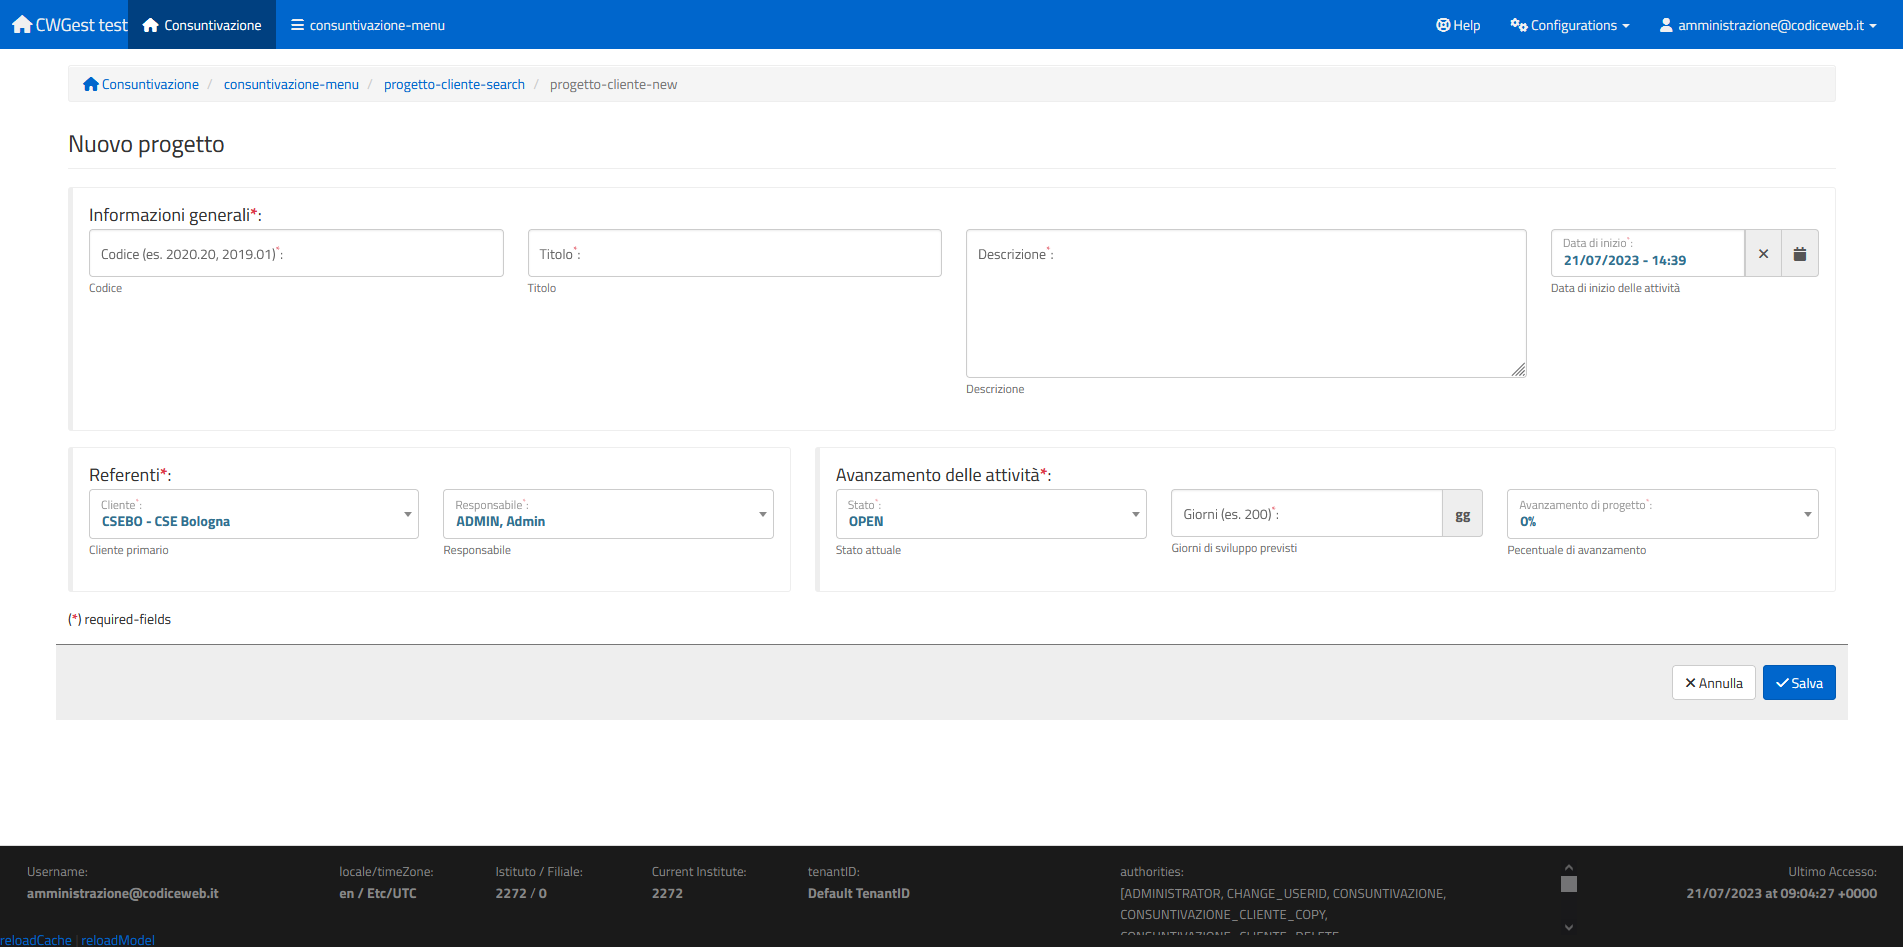 CWGest test Consuntivazione consuntivazione-menu Help Configurations amministrazione@codiceweb.it
Consuntivazione / consuntivazione-menu / progetto-cliente-search / progetto-cliente-new
Nuovo progetto
Informazioni generali*:
Codice (es. 2020.20, 2019.01)*:
Codice
Titolo*:
Titolo
Descrizione*:
Descrizione
Data di inizio*:
21/07/2023 - 14:39
Data di inizio delle attività
Referenti*:
Cliente*:
CSEBO - CSE Bologna
Cliente primario
Responsabile*:
ADMIN, Admin
Responsabile
Avanzamento delle attività*:
Stato*:
OPEN
Stato attuale
Giorni (es. 200)*:
gg
Giorni di sviluppo previsti
Avanzamento di progetto*:
0%
Pecentuale di avanzamento
(*) required-fields
Annulla Salva
Username:
amministrazione@codiceweb.it
locale/timeZone:
en / Etc/UTC
Istituto / Filiale:
2272 / 0
Current Institute:
2272
tenantID:
Default TenantID
authorities:
[ADMINISTRATOR, CHANGE_USERID, CONSUNTIVAZIONE,
CONSUNTIVAZIONE_CLIENTE_COPY,
CONSUNTIVAZIONE_CLIENTE_DELETE,
Ultimo Accesso:
21/07/2023 at 09:04:27 +0000
reloadCache | reloadModel